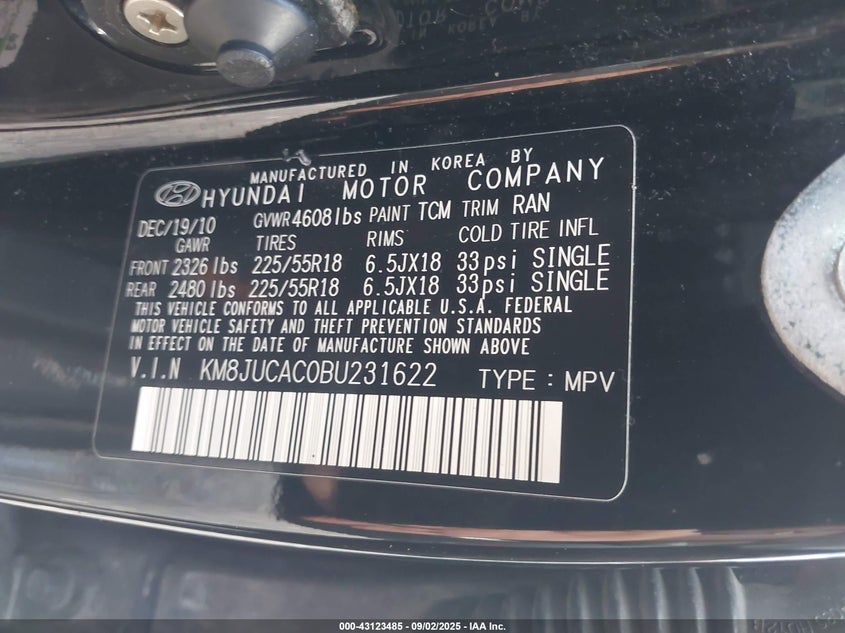 MANUFACTURED IN KOREA BY
HYUNDAI MOTOR COMPANY
DEC/19/10 GVWR 4608lbs PAINT TCM TRIM RAN
GAWR TIRES RIMS COLD TIRE INFL
FRONT 2326 lbs 225/55R18 6.5JX18 33psi SINGLE
REAR 2480 lbs 225/55R18 6.5JX18 33psi SINGLE
THIS VEHICLE CONFORMS TO ALL APPLICABLE U.S.A. FEDERAL
MOTOR VEHICLE SAFETY AND THEFT PREVENTION STANDARDS
IN EFFECT ON THE DATE OF MANUFACTURE SHOWN ABOVE
V.I.N KM8JUCAC0BU231622 TYPE : MPV
000-43123485 - 09/02/2025 - IAA Inc.